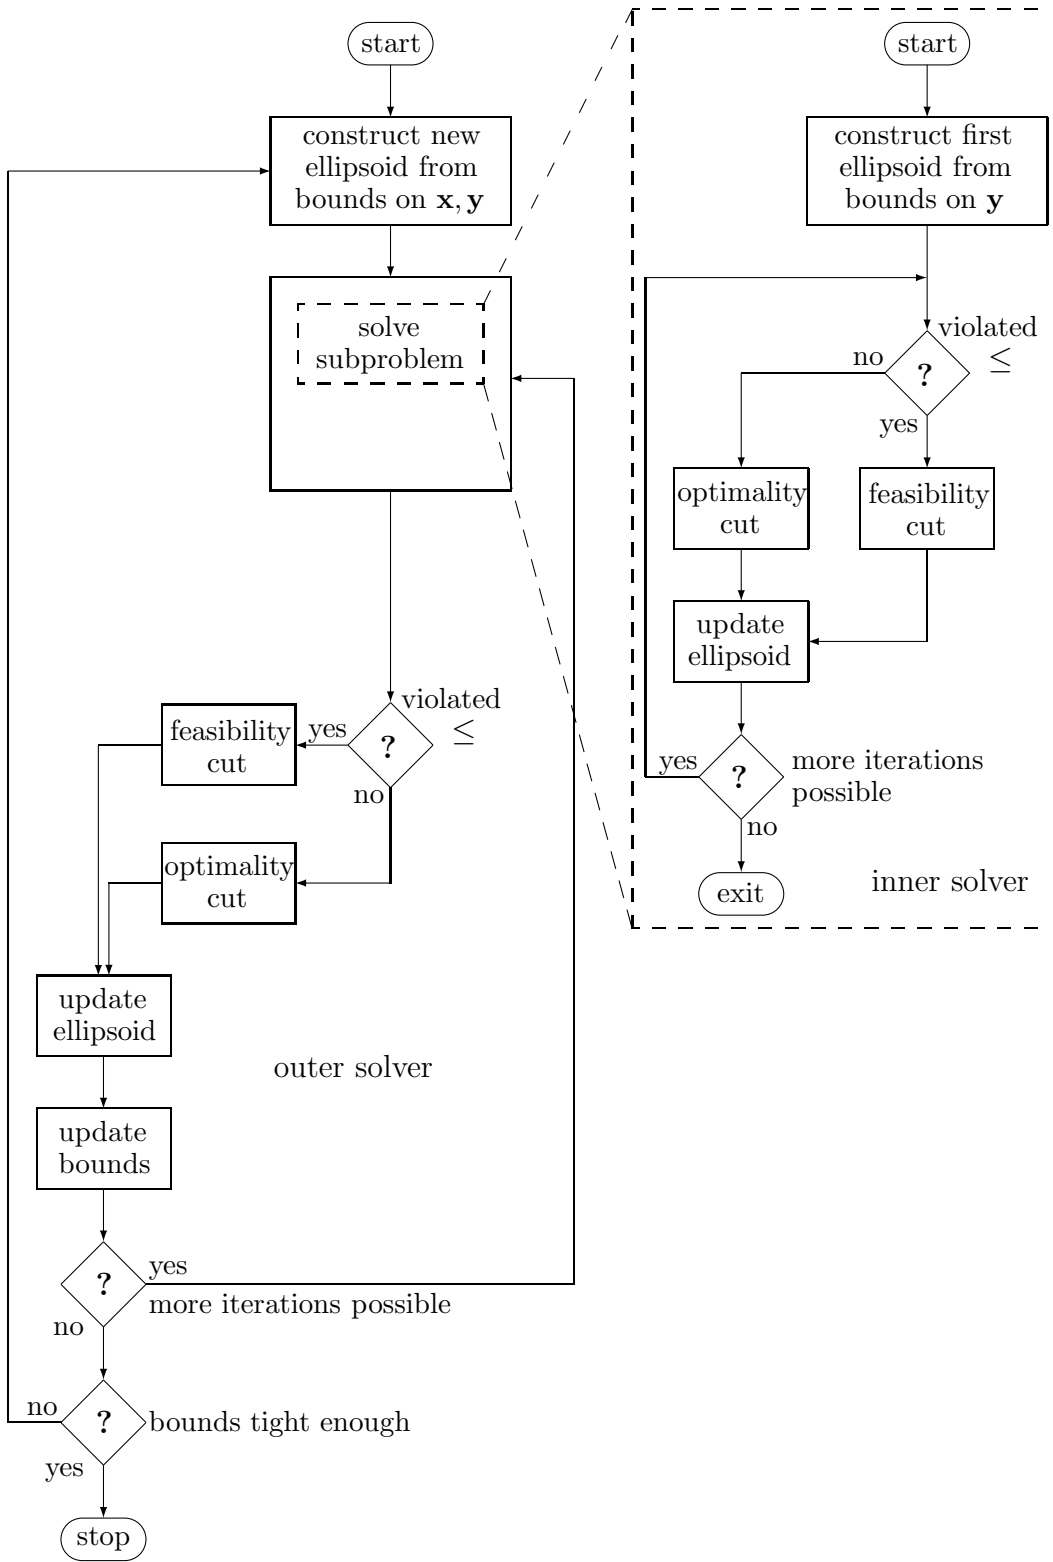 start
construct new
ellipsoid from
bounds on x, y
solve
subproblem
violated
≤
?
yes
no
feasibility
cut
optimality
cut
update
ellipsoid
outer solver
update
bounds
?
yes
more iterations possible
no
?
no
bounds tight enough
yes
stop
start
construct first
ellipsoid from
bounds on y
violated
≤
?
no
yes
optimality
cut
feasibility
cut
update
ellipsoid
?
yes
more iterations
possible
no
exit
inner solver